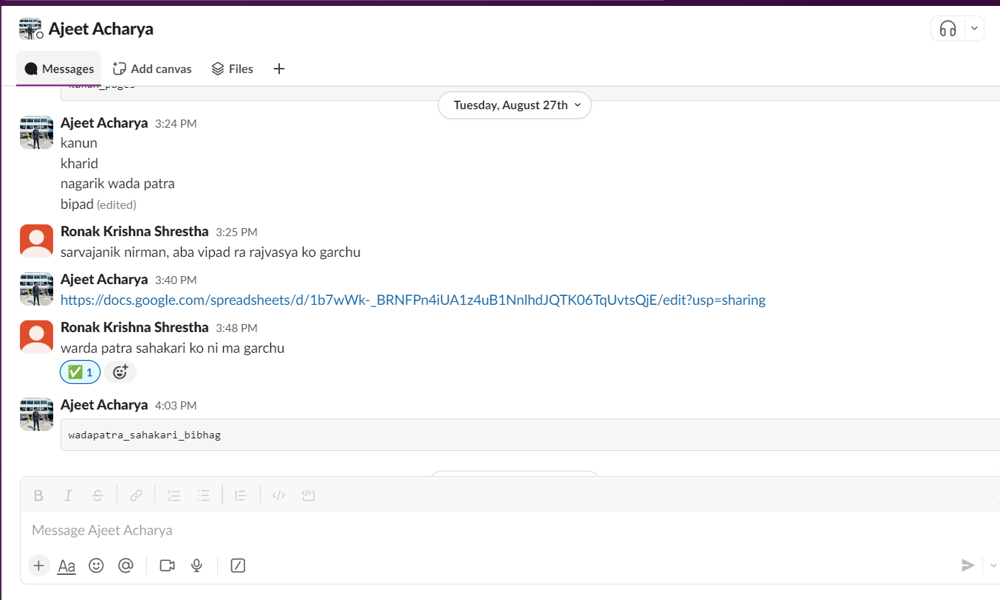 Ajeet Acharya
Messages
Add canvas
Files
kanun_pages
Tuesday, August 27th
Ajeet Acharya 3:24 PM
kanun
kharid
nagarik wada patra
bipad (edited)
Ronak Krishna Shrestha 3:25 PM
sarvajanik nirman, aba vipad ra rajvasya ko garchu
Ajeet Acharya 3:40 PM
https://docs.google.com/spreadsheets/d/1b7wWk-_BRNFPn4iUA1z4uB1NnlhdJQTK06TqUvtsQjE/edit?usp=sharing
Ronak Krishna Shrestha 3:48 PM
warda patra sahakari ko ni ma garchu
1
Ajeet Acharya 4:03 PM
wadapatra_sahakari_bibhag
Message Ajeet Acharya
Aa